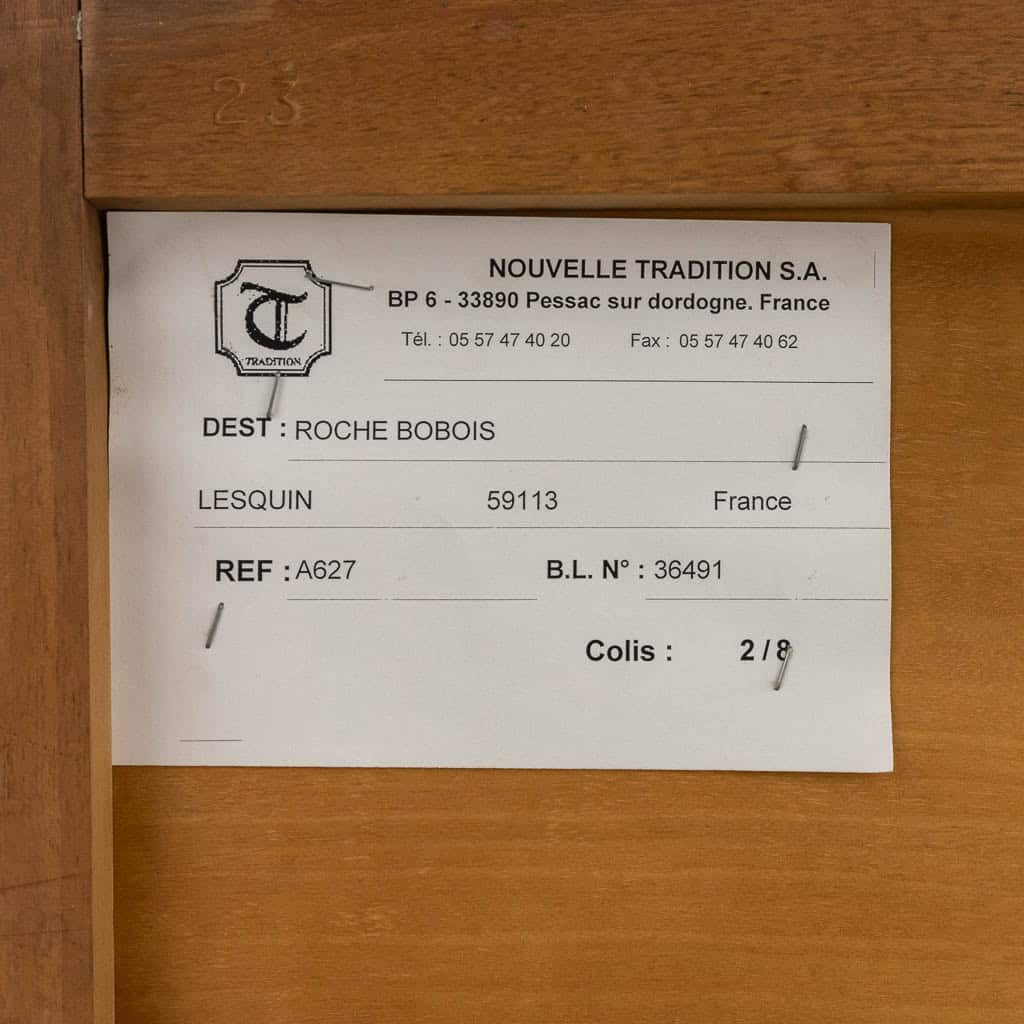 23
NOUVELLE TRADITION S.A.
BP 6 - 33890 Pessac sur dordogne. France
Tél. : 05 57 47 40 20 Fax : 05 57 47 40 62
T
TRADITION
DEST : ROCHE BOBOIS
LESQUIN 59113 France
REF : A627 B.L. N° : 36491
Colis : 2 / 8